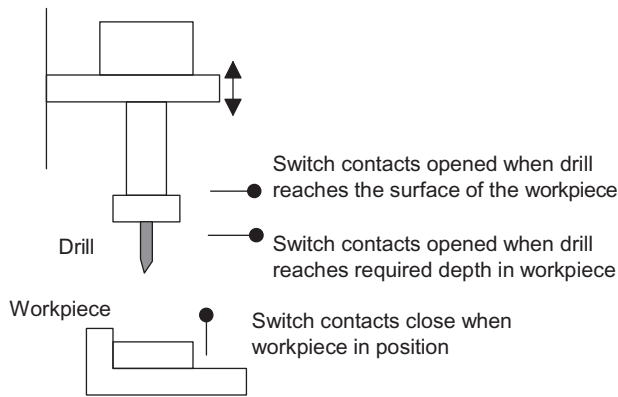 Switch contacts opened when drill
reaches the surface of the workpiece
Drill
Switch contacts opened when drill
reaches required depth in workpiece
Workpiece
Switch contacts close when
workpiece in position